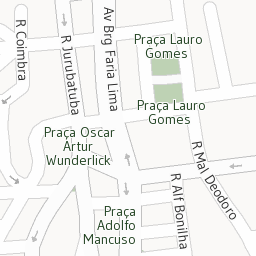 R Coimbra
R Jurubatuba
Av Brg Faria Lima
Praça Lauro
Gomes
Praça Lauro
Gomes
Praça Oscar
Artur
Wunderlick
R Mal Deodoro
R Alf Bonilha
Praça
Adolfo
Mancuso